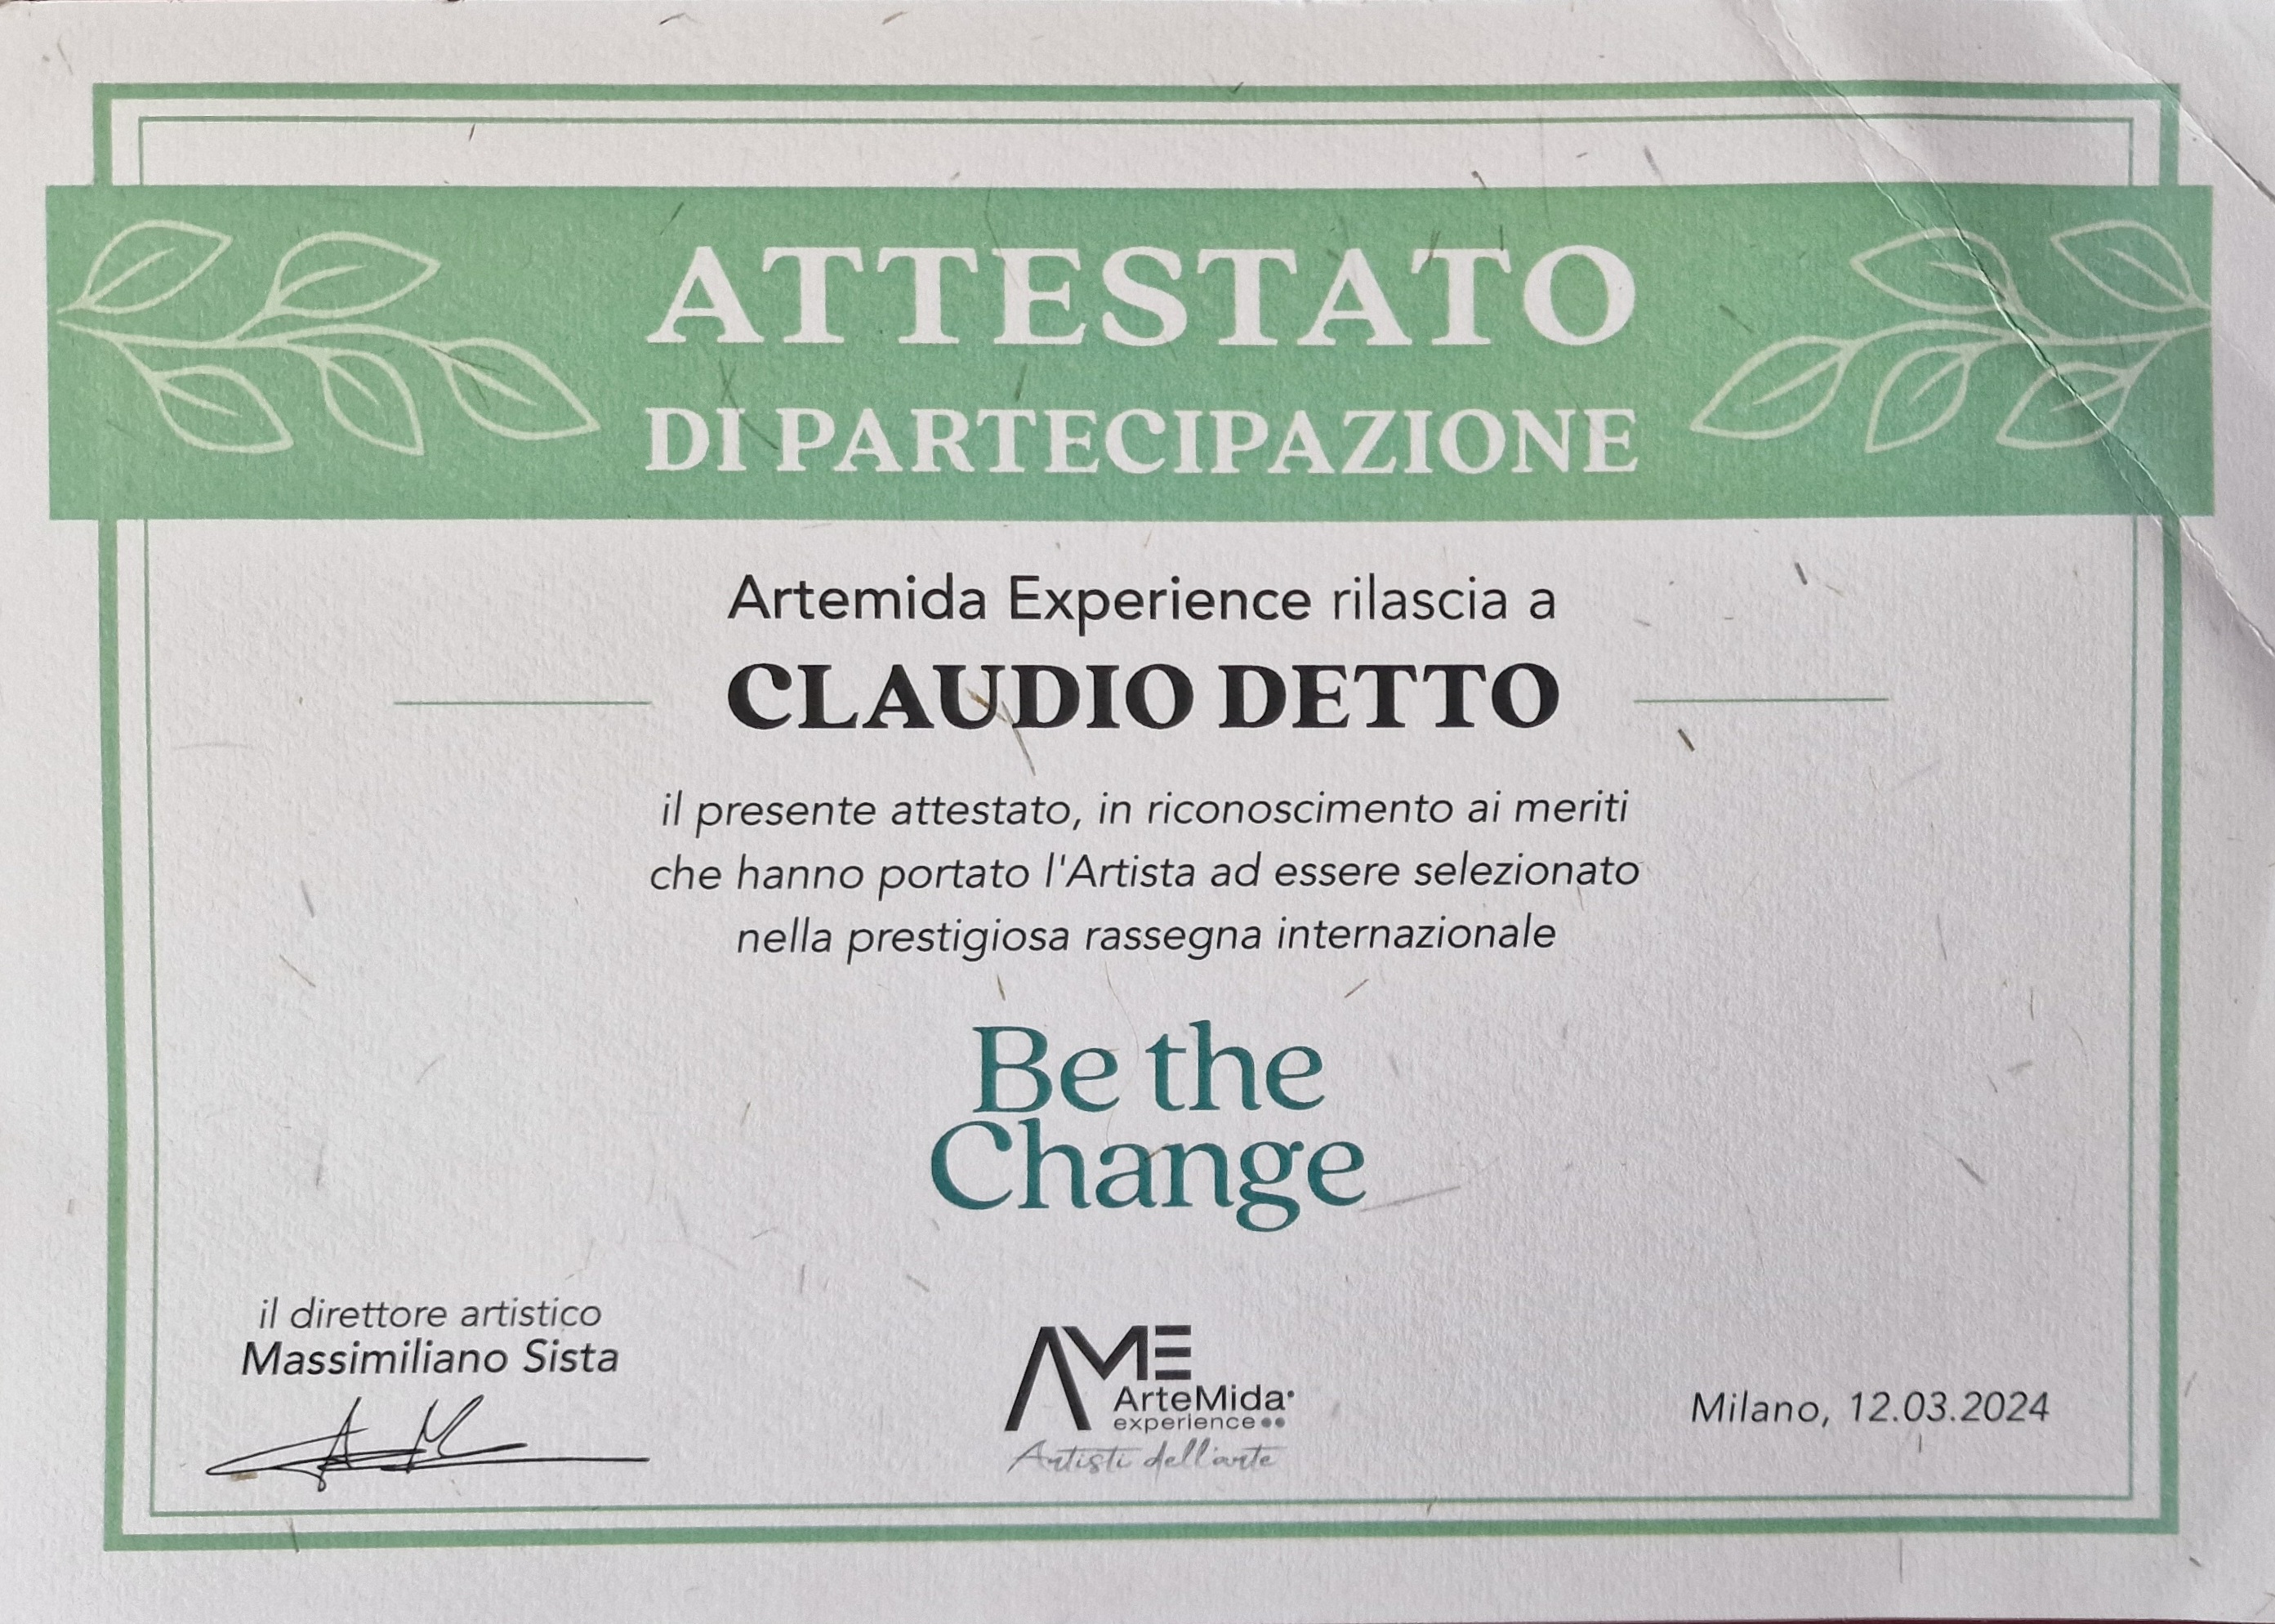 ATTESTATO
DI PARTECIPAZIONE
Artemida Experience rilascia a
CLAUDIO DETTO
il presente attestato, in riconoscimento ai meriti
che hanno portato l'Artista ad essere selezionato
nella prestigiosa rassegna internazionale
Be the
Change
il direttore artistico
Massimiliano Sista
AME
ArteMida
experience
Artisti dell'arte
Milano, 12.03.2024